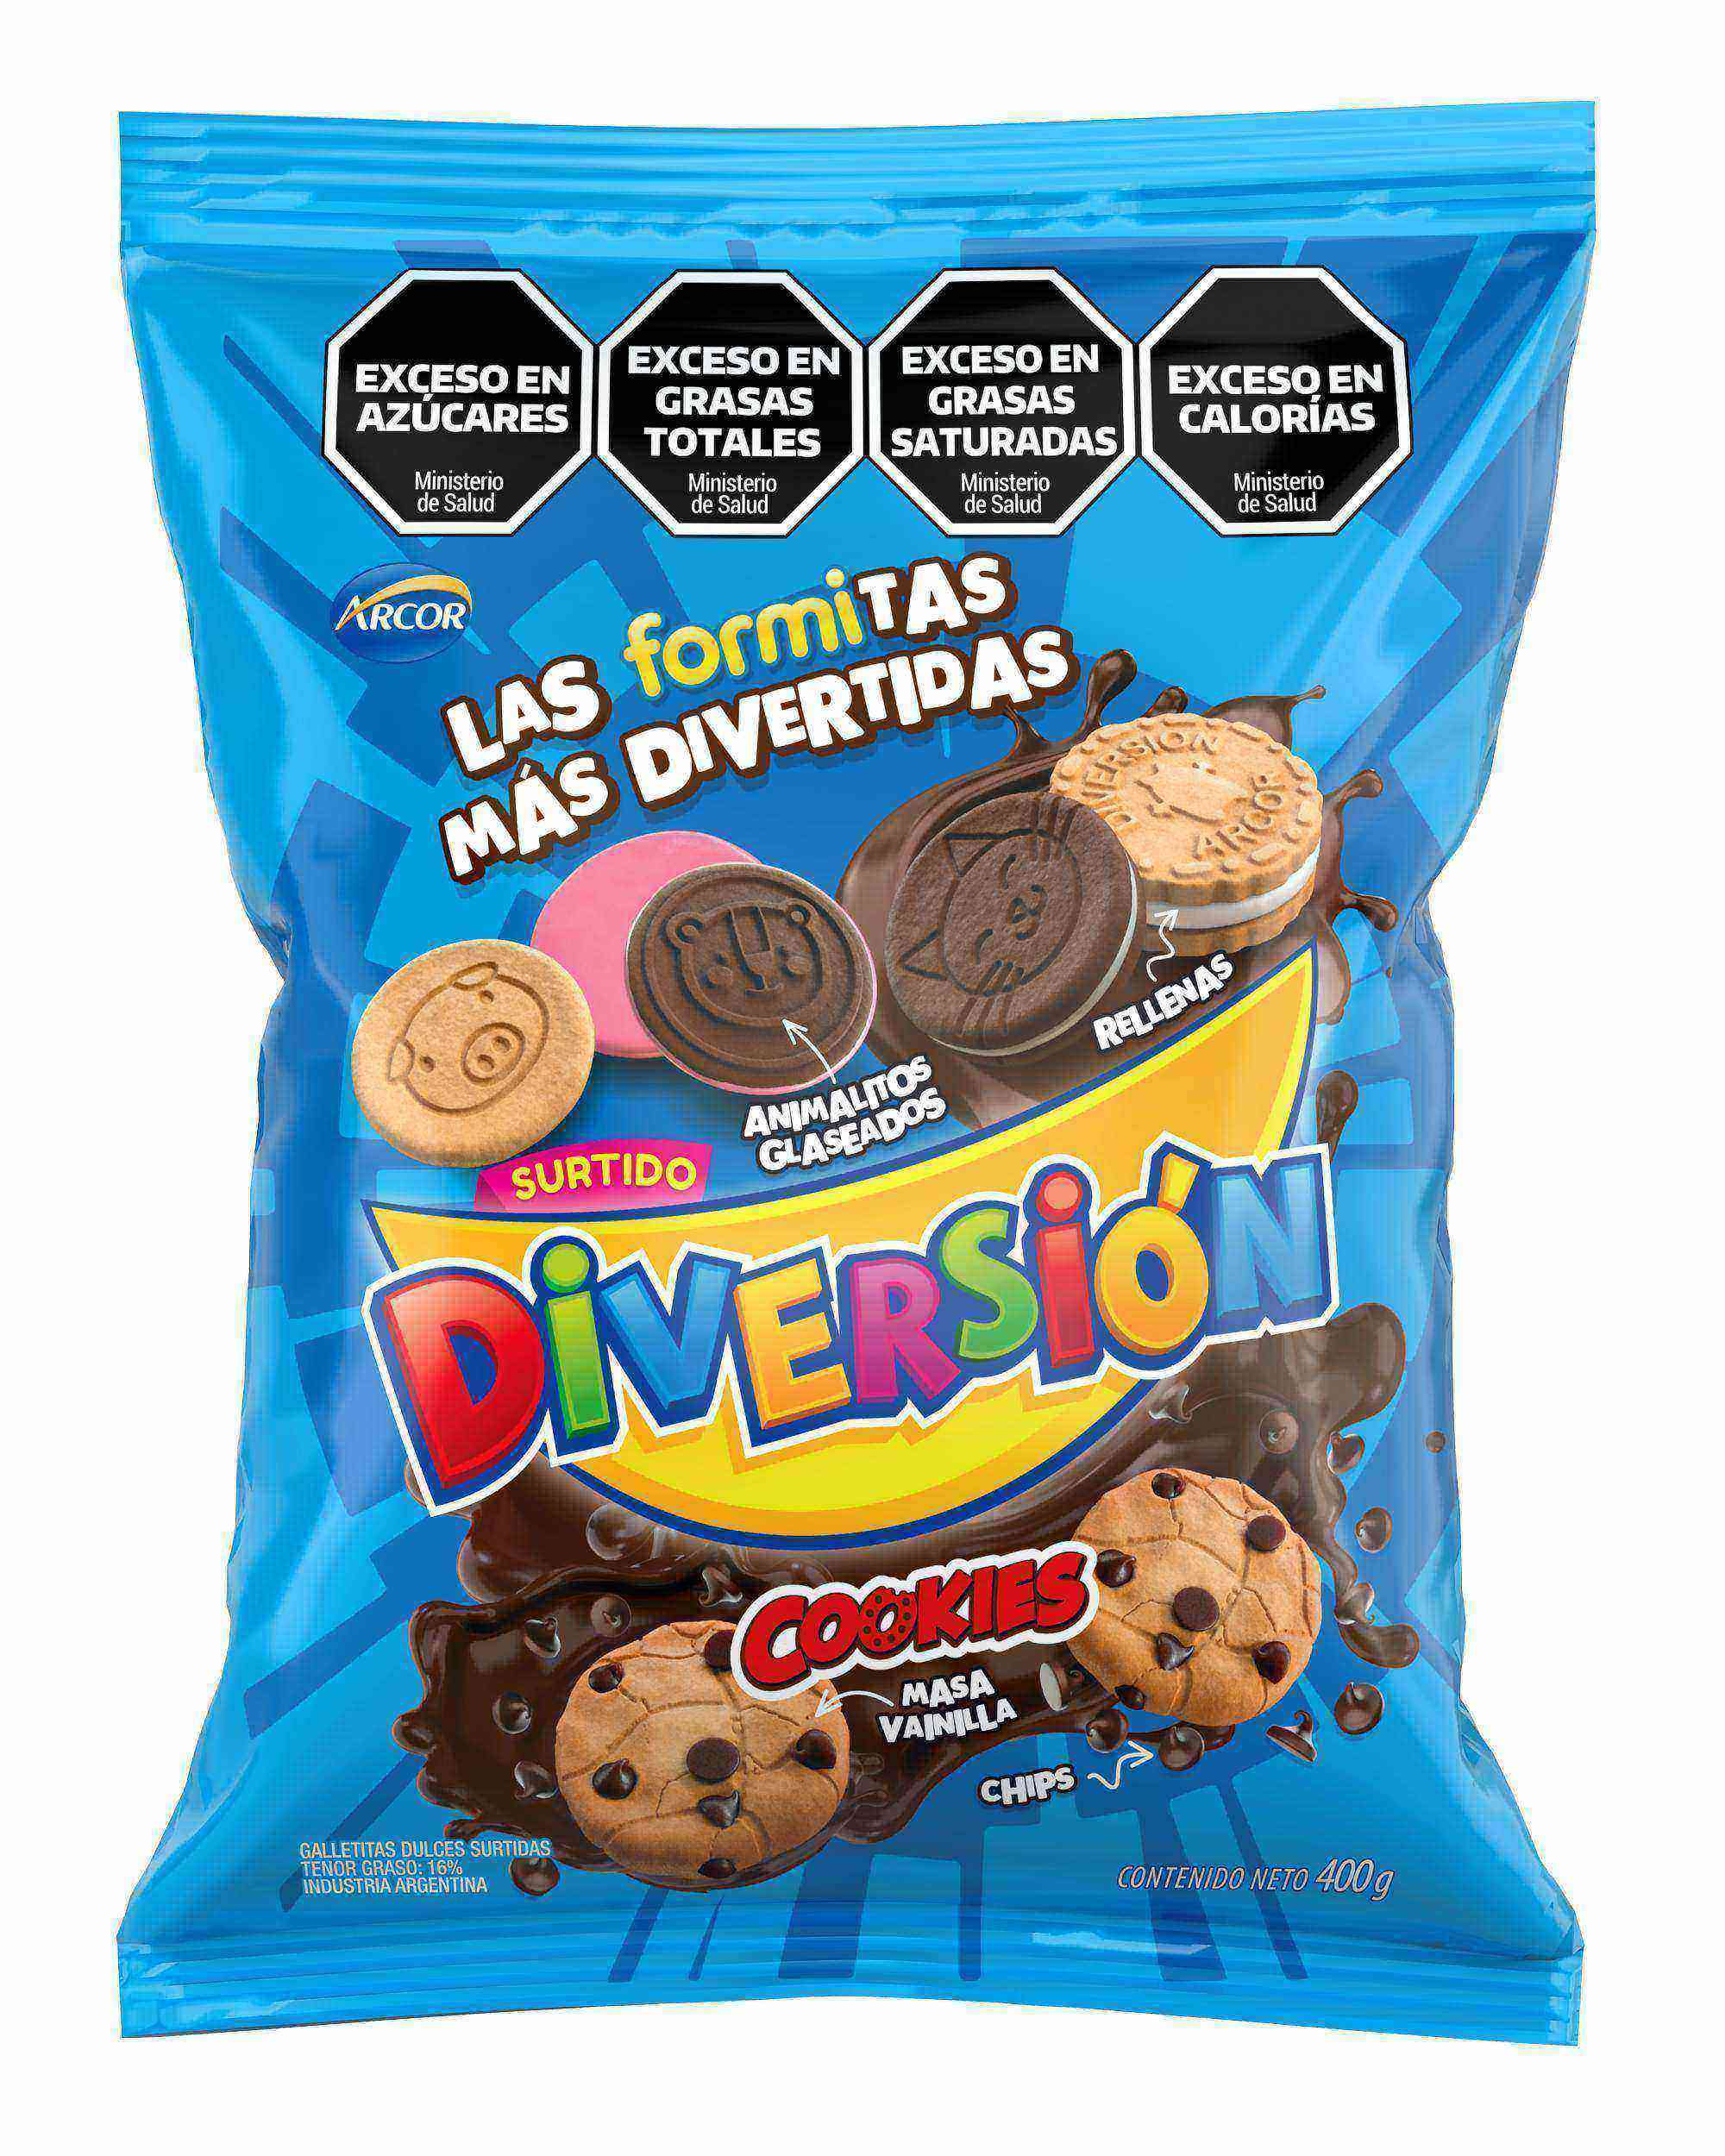 EXCESO EN
AZÚCARES
Ministerio
de Salud
EXCESO EN
GRASAS
TOTALES
Ministerio
de Salud
EXCESO EN
GRASAS
SATURADAS
Ministerio
de Salud
EXCESO EN
CALORÍAS
Ministerio
de Salud
ARCOR
LAS formiTAS
MÁS DIVERTIDAS
DIVERSION
ARCOR
RELLENAS
ANIMALITOS
GLASEADOS
SURTIDO
DiVERSiÓN
COOKIES
MASA
VAINILLA
CHIPS
GALLETITAS DULCES SURTIDAS
TENOR GRASO: 16%
INDUSTRIA ARGENTINA
CONTENIDO NETO 400 g